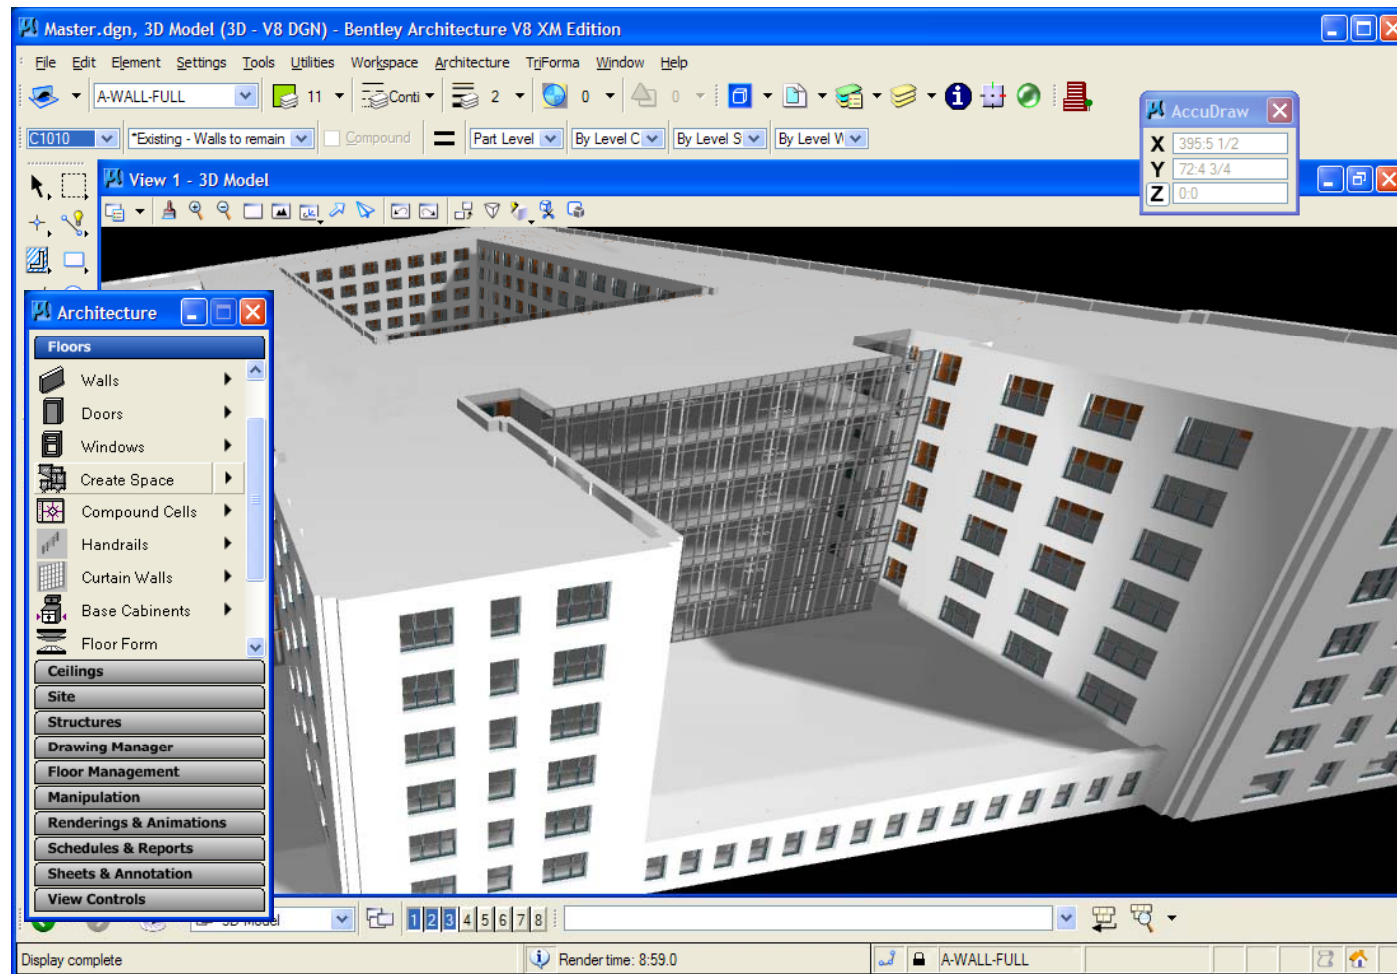 Master.dgn, 3D Model (3D - V8 DGN) - Bentley Architecture V8 XM Edition
File Edit Element Settings Tools Utilities Workspace Architecture TriForma Window Help
A-WALL-FULL 11 Conti 2 0 0
C1010 *Existing - Walls to remain Compound Part Level By Level C By Level S By Level W
AccuDraw
X 395:5 1/2
Y 72:4 3/4
Z 0:0
View 1 - 3D Model
Architecture
Floors
Walls
Doors
Windows
Create Space
Compound Cells
Handrails
Curtain Walls
Base Cabinents
Floor Form
Ceilings
Site
Structures
Drawing Manager
Floor Management
Manipulation
Renderings & Animations
Schedules & Reports
Sheets & Annotation
View Controls
3D Model 1 2 3 4 5 6 7 8
Display complete Render time: 8:59.0 A-WALL-FULL